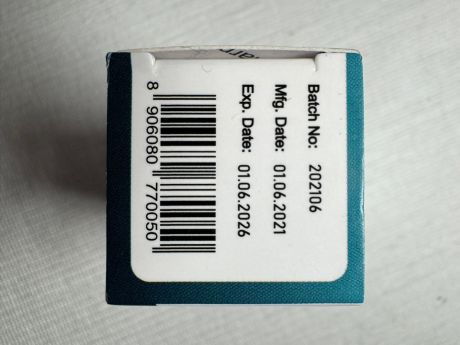 Batch No: 202106
Mfg. Date: 01.06.2021
Exp. Date: 01.06.2026
8 906080 770050